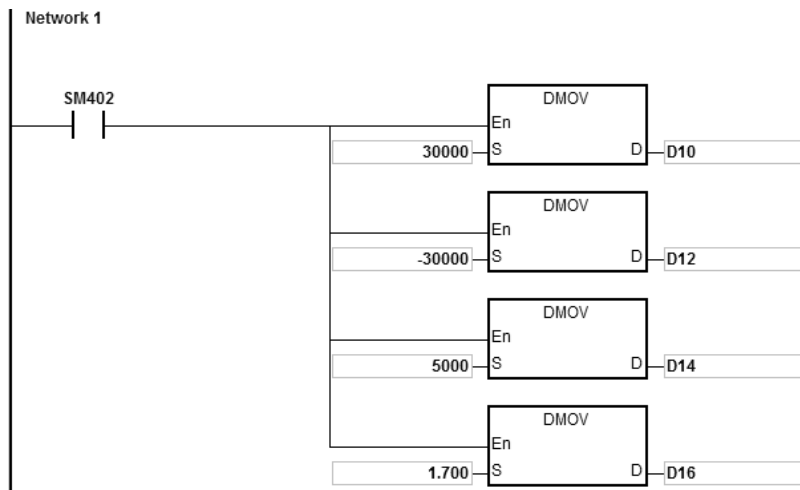 Network 1
SM402
DMOV
En
30000 S D D10
DMOV
En
-30000 S D D12
DMOV
En
5000 S D D14
DMOV
En
1.700 S D D16